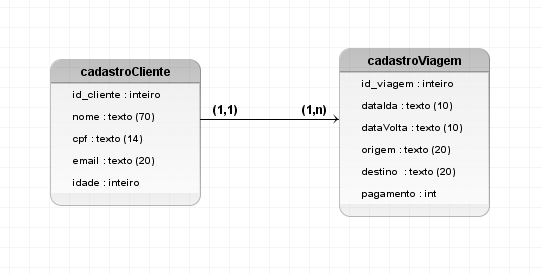 cadastroCliente
id_cliente : inteiro
nome : texto (70)
cpf : texto (14)
email : texto (20)
idade : inteiro
(1,1)
(1,n)
cadastroViagem
id_viagem : inteiro
dataIda : texto (10)
dataVolta : texto (10)
origem : texto (20)
destino : texto (20)
pagamento : int